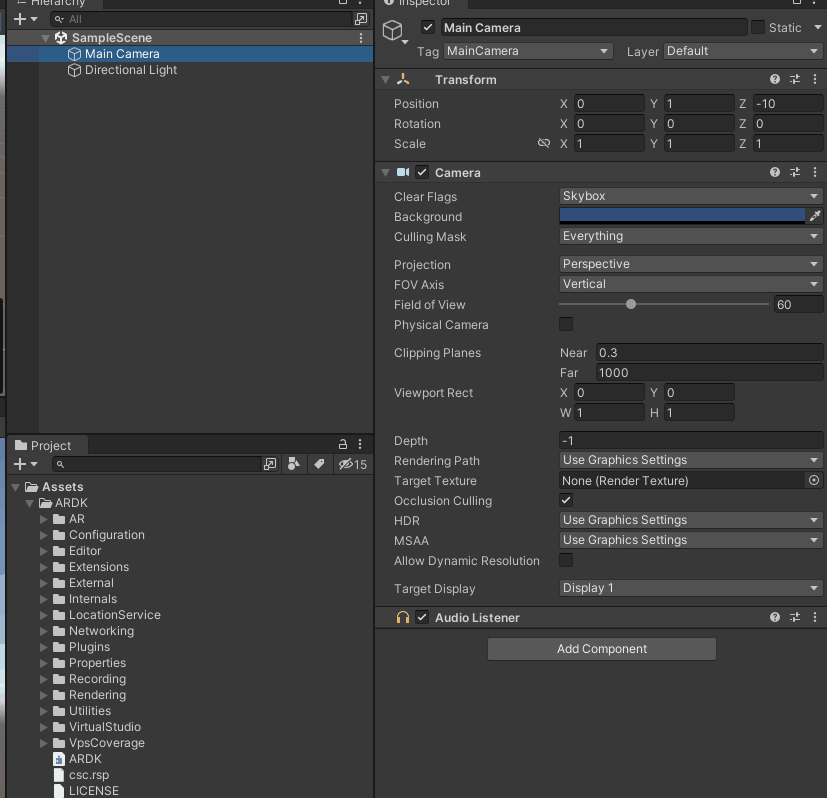 Hierarchy
All
SampleScene
Main Camera
Directional Light
Project
15
Assets
ARDK
AR
Configuration
Editor
Extensions
External
Internals
LocationService
Networking
Plugins
Properties
Recording
Rendering
Utilities
VirtualStudio
VpsCoverage
ARDK
csc.rsp
LICENSE
Inspector
Main Camera Static
Tag MainCamera Layer Default
Transform
Position X 0 Y 1 Z -10
Rotation X 0 Y 0 Z 0
Scale X 1 Y 1 Z 1
Camera
Clear Flags Skybox
Background
Culling Mask Everything
Projection Perspective
FOV Axis Vertical
Field of View 60
Physical Camera
Clipping Planes Near 0.3
Far 1000
Viewport Rect X 0 Y 0
W 1 H 1
Depth -1
Rendering Path Use Graphics Settings
Target Texture None (Render Texture)
Occlusion Culling
HDR Use Graphics Settings
MSAA Use Graphics Settings
Allow Dynamic Resolution
Target Display Display 1
Audio Listener
Add Component